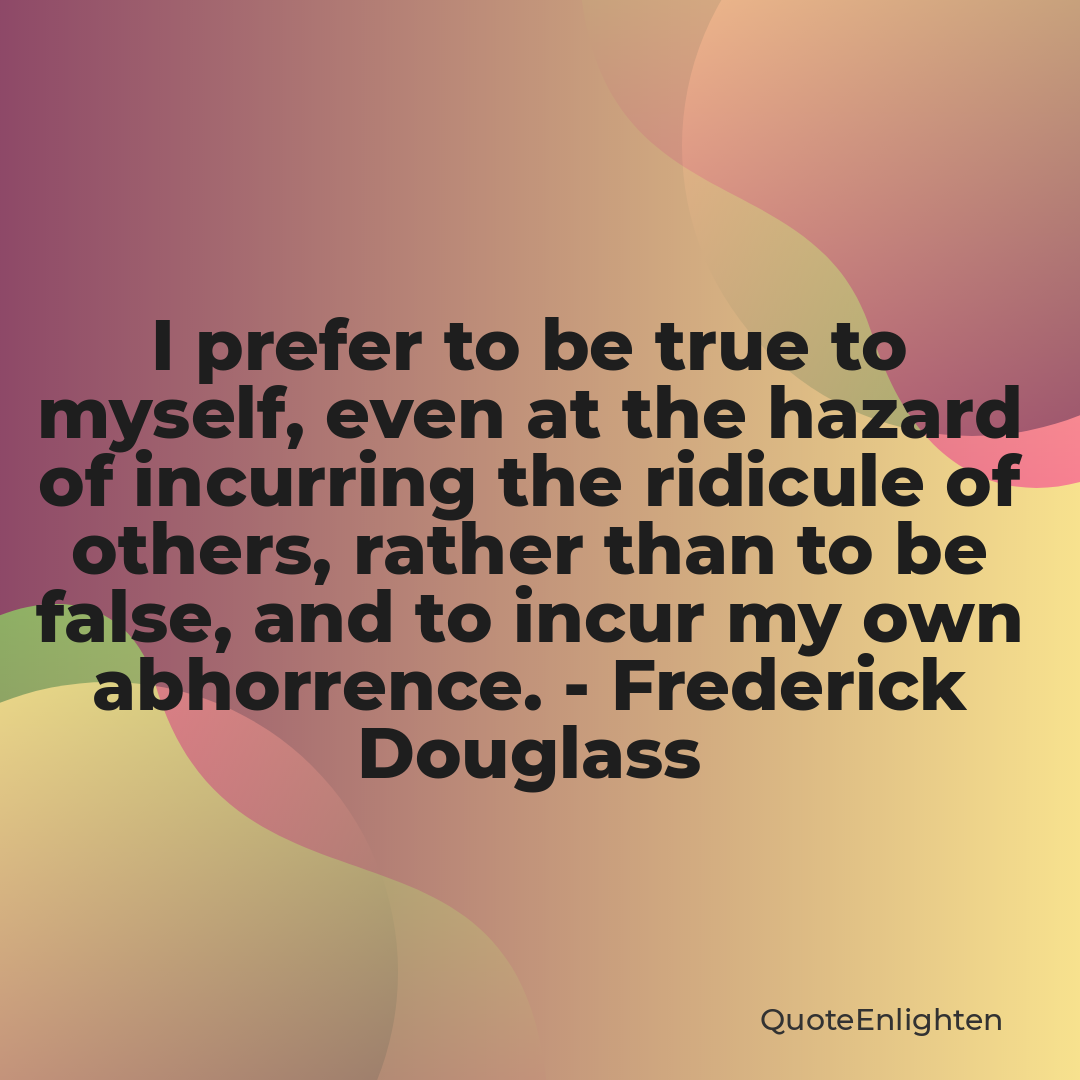 I prefer to be true to
myself, even at the hazard
of incurring the ridicule of
others, rather than to be
false, and to incur my own
abhorrence. - Frederick
Douglass
QuoteEnlighten